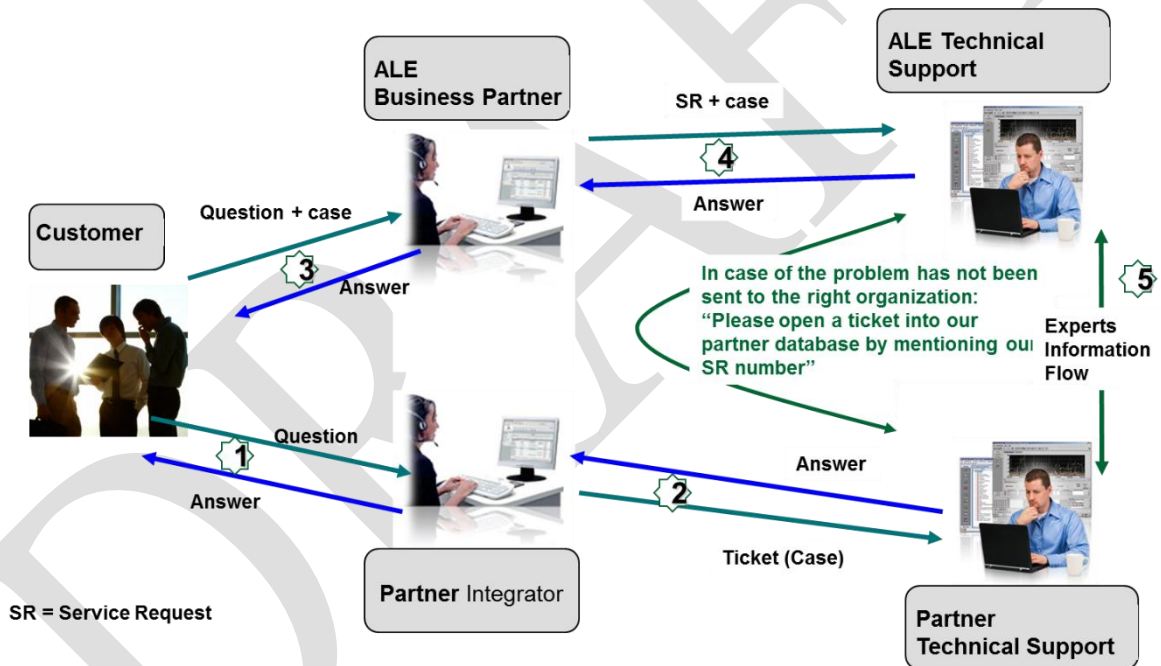 ALE
Business Partner
ALE Technical
Support
SR + case
4
Answer
Question + case
Customer
3
Answer
In case of the problem has not been
sent to the right organization:
“Please open a ticket into our
partner database by mentioning our
SR number”
5
Experts
Information
Flow
Question
1
Answer
Answer
2
Ticket (Case)
Partner Integrator
SR = Service Request
Partner
Technical Support
DRAF